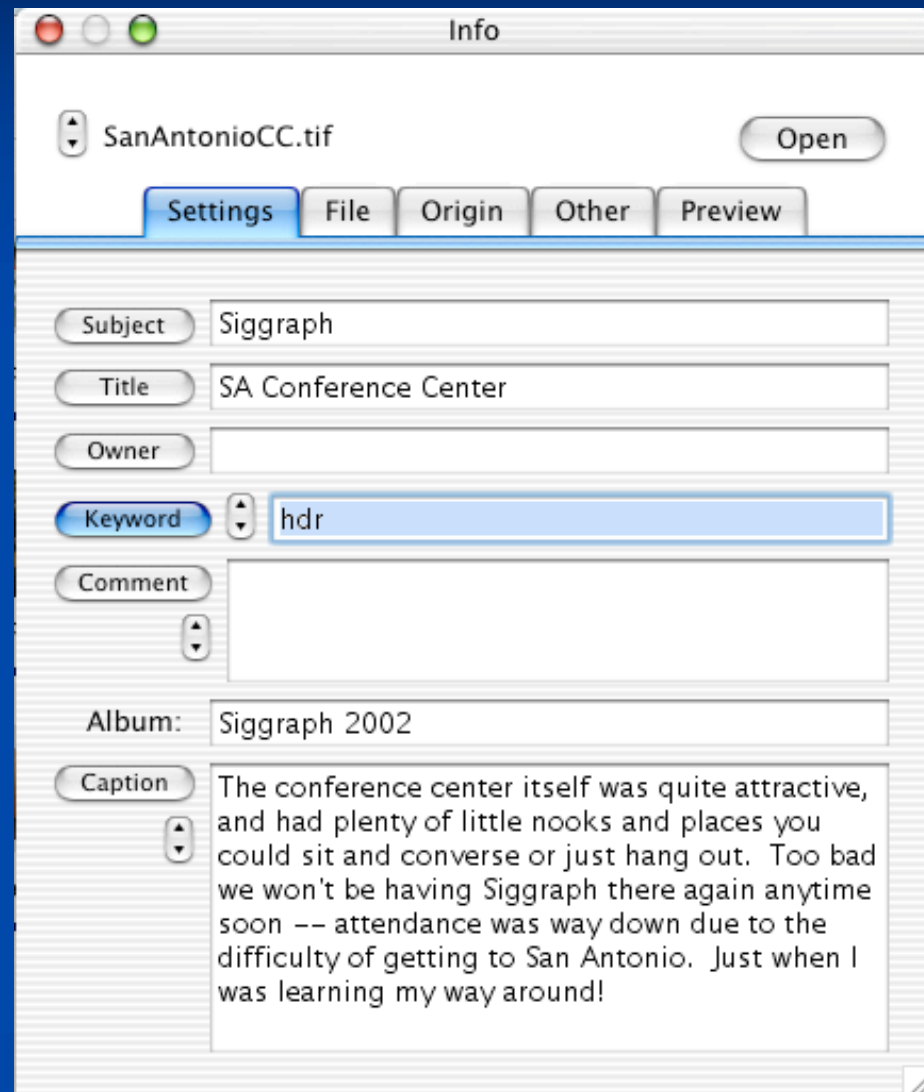 Info
SanAntonioCC.tif
Open
Settings File Origin Other Preview
Subject Siggraph
Title SA Conference Center
Owner
Keyword hdr
Comment
Album: Siggraph 2002
Caption The conference center itself was quite attractive,
and had plenty of little nooks and places you
could sit and converse or just hang out.  Too bad
we won't be having Siggraph there again anytime
soon -- attendance was way down due to the
difficulty of getting to San Antonio.  Just when I
was learning my way around!